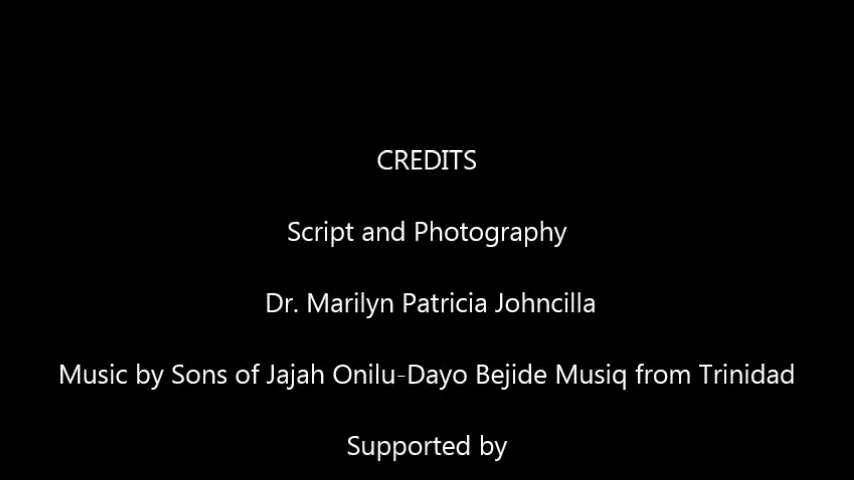 CREDITS
Script and Photography
Dr. Marilyn Patricia Johncilla
Music by Sons of Jajah Onilu-Dayo Bejide Musiq from Trinidad
Supported by